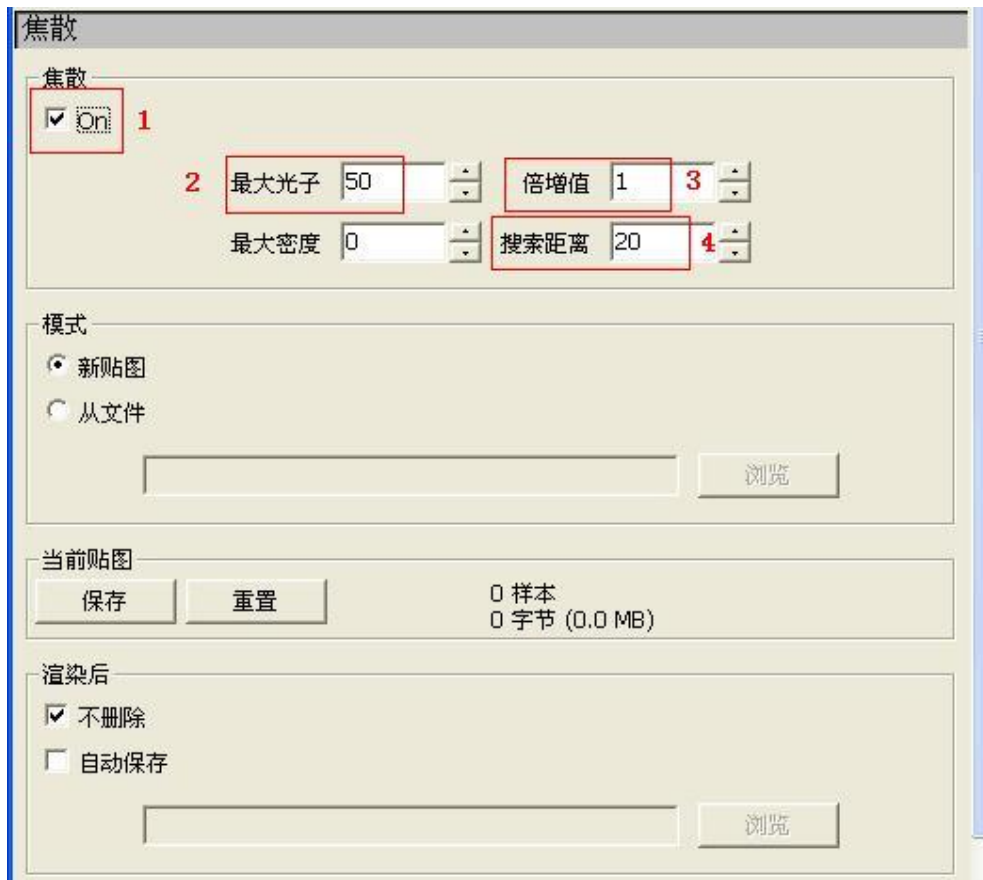 焦散
焦散
On 1
2 最大光子 50 倍增值 1 3
最大密度 0 搜索距离 20 4
模式
新贴图
从文件
浏览
当前贴图
保存 重置 0 样本
0 字节 (0.0 MB)
渲染后
不删除
自动保存
浏览